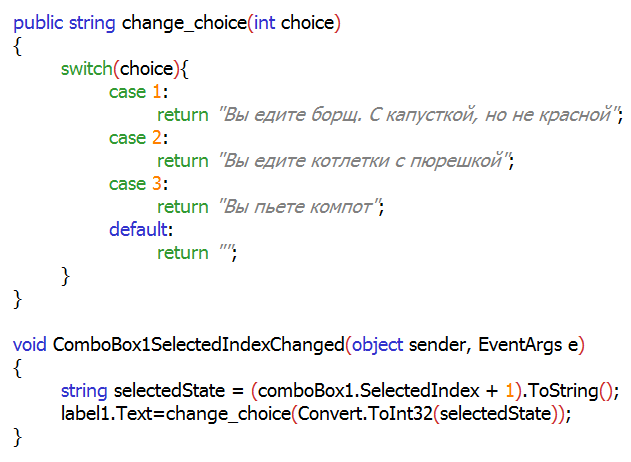 public string change_choice(int choice)
{
switch(choice){
case 1:
return "Вы едите борщ. С капусткой, но не красной";
case 2:
return "Вы едите котлетки с пюрешкой";
case 3:
return "Вы пьете компот";
default:
return "";
}
}
void ComboBox1SelectedIndexChanged(object sender, EventArgs e)
{
string selectedState = (comboBox1.SelectedIndex + 1).ToString();
label1.Text=change_choice(Convert.ToInt32(selectedState));
}